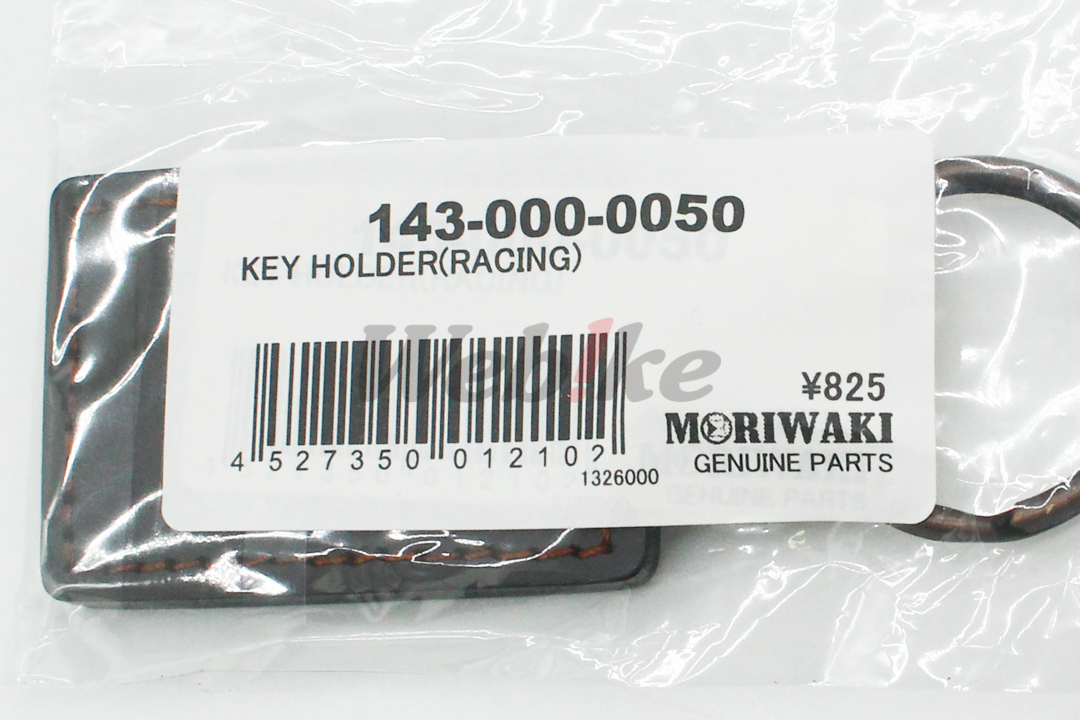 143-000-0050
KEY HOLDER(RACING)
Webike
¥825
MORIWAKI
GENUINE PARTS
4 527350 012102
1326000